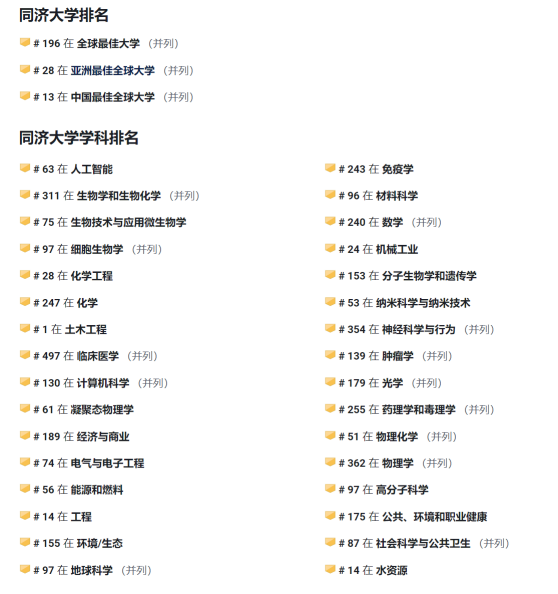 同济大学排名
# 196 在 全球最佳大学 （并列）
# 28 在 亚洲最佳全球大学 （并列）
# 13 在 中国最佳全球大学 （并列）
同济大学学科排名
# 63 在 人工智能
# 311 在 生物学和生物化学 （并列）
# 75 在 生物技术与应用微生物学
# 97 在 细胞生物学 （并列）
# 28 在 化学工程
# 247 在 化学
# 1 在 土木工程
# 497 在 临床医学 （并列）
# 130 在 计算机科学 （并列）
# 61 在 凝聚态物理学
# 189 在 经济与商业
# 74 在 电气与电子工程
# 56 在 能源和燃料
# 14 在 工程
# 155 在 环境/生态
# 97 在 地球科学 （并列）
# 243 在 免疫学
# 96 在 材料科学
# 240 在 数学 （并列）
# 24 在 机械工业
# 153 在 分子生物学和遗传学
# 53 在 纳米科学与纳米技术
# 354 在 神经科学与行为 （并列）
# 139 在 肿瘤学 （并列）
# 179 在 光学 （并列）
# 255 在 药理学和毒理学 （并列）
# 51 在 物理化学 （并列）
# 362 在 物理学 （并列）
# 97 在 高分子科学
# 175 在 公共、环境和职业健康
# 87 在 社会科学与公共卫生 （并列）
# 14 在 水资源